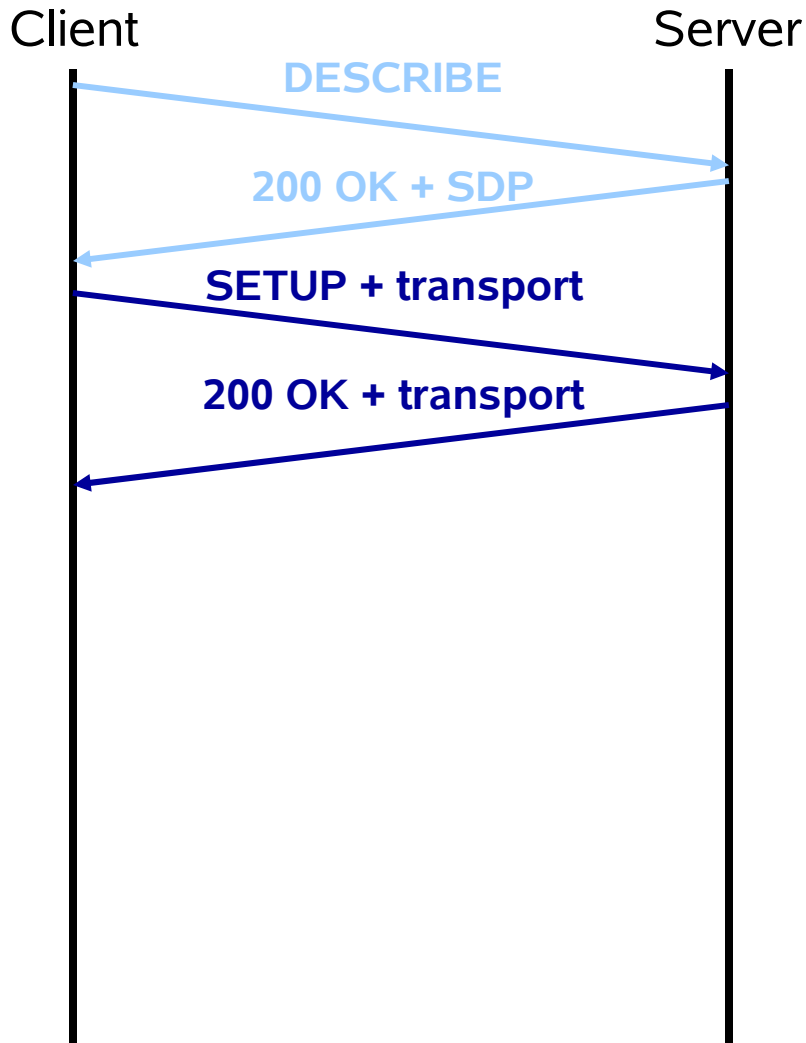 Client Server
DESCRIBE
200 OK + SDP
SETUP + transport
200 OK + transport